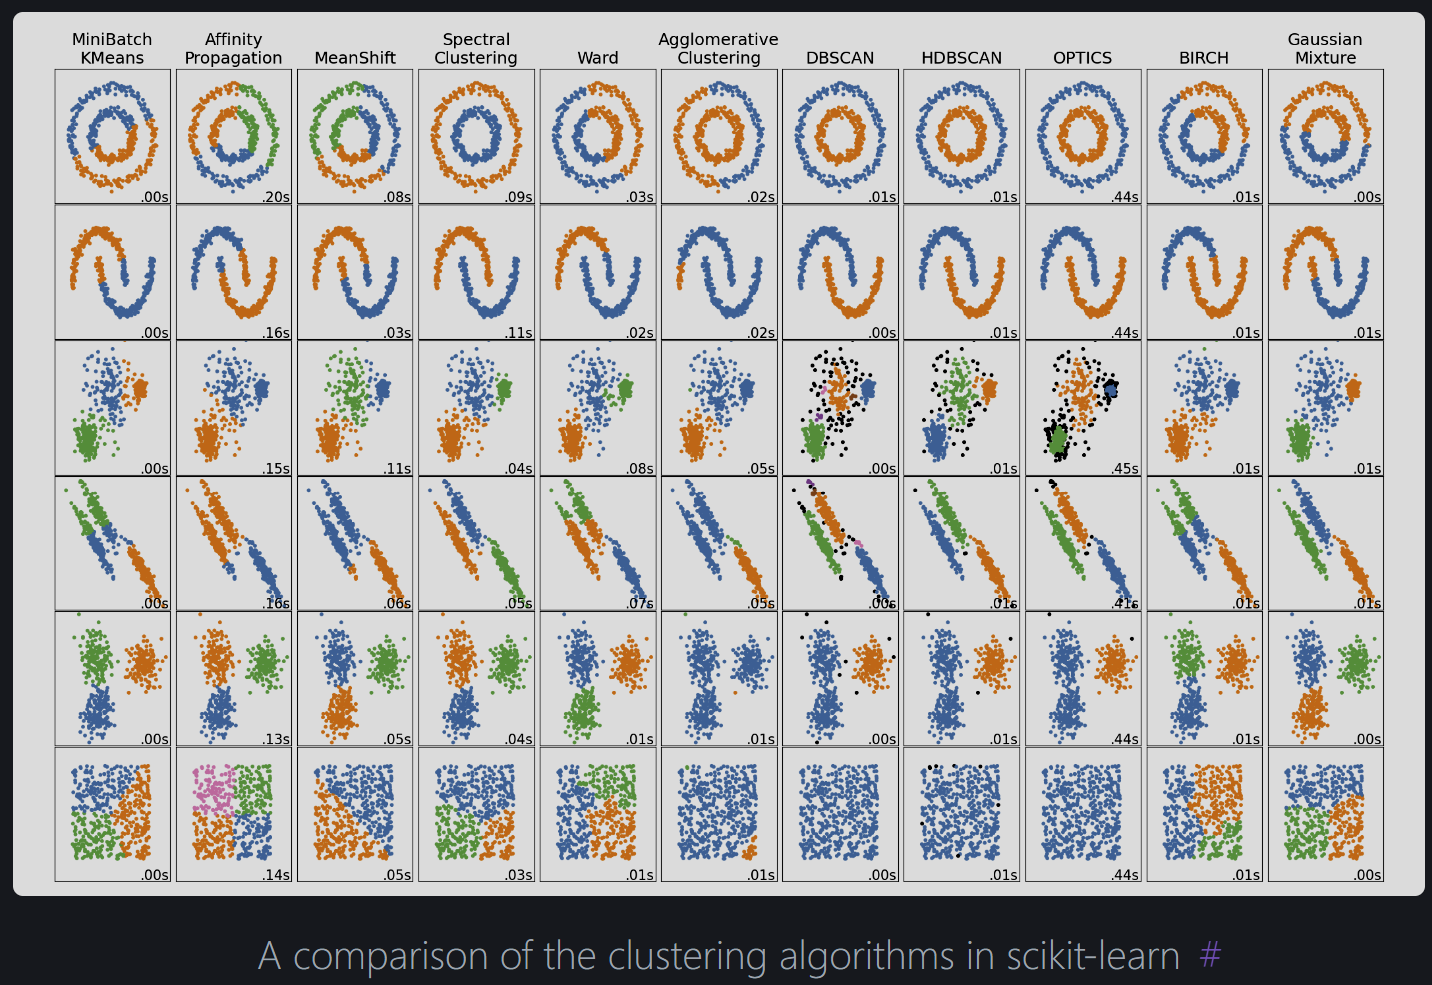 MiniBatch
KMeans
Affinity
Propagation
MeanShift
Spectral
Clustering
Ward
Agglomerative
Clustering
DBSCAN
HDBSCAN
OPTICS
BIRCH
Gaussian
Mixture
.00s .20s .08s .09s .03s .02s .01s .01s .44s .01s .00s
.00s .16s .03s .11s .02s .02s .00s .01s .44s .01s .01s
.00s .15s .11s .04s .08s .05s .00s .01s .45s .01s .01s
.00s .16s .06s .05s .07s .05s .00s .01s .41s .01s .01s
.00s .13s .05s .04s .01s .01s .00s .01s .44s .01s .00s
.00s .14s .05s .03s .01s .01s .00s .01s .44s .01s .00s
A comparison of the clustering algorithms in scikit-learn #